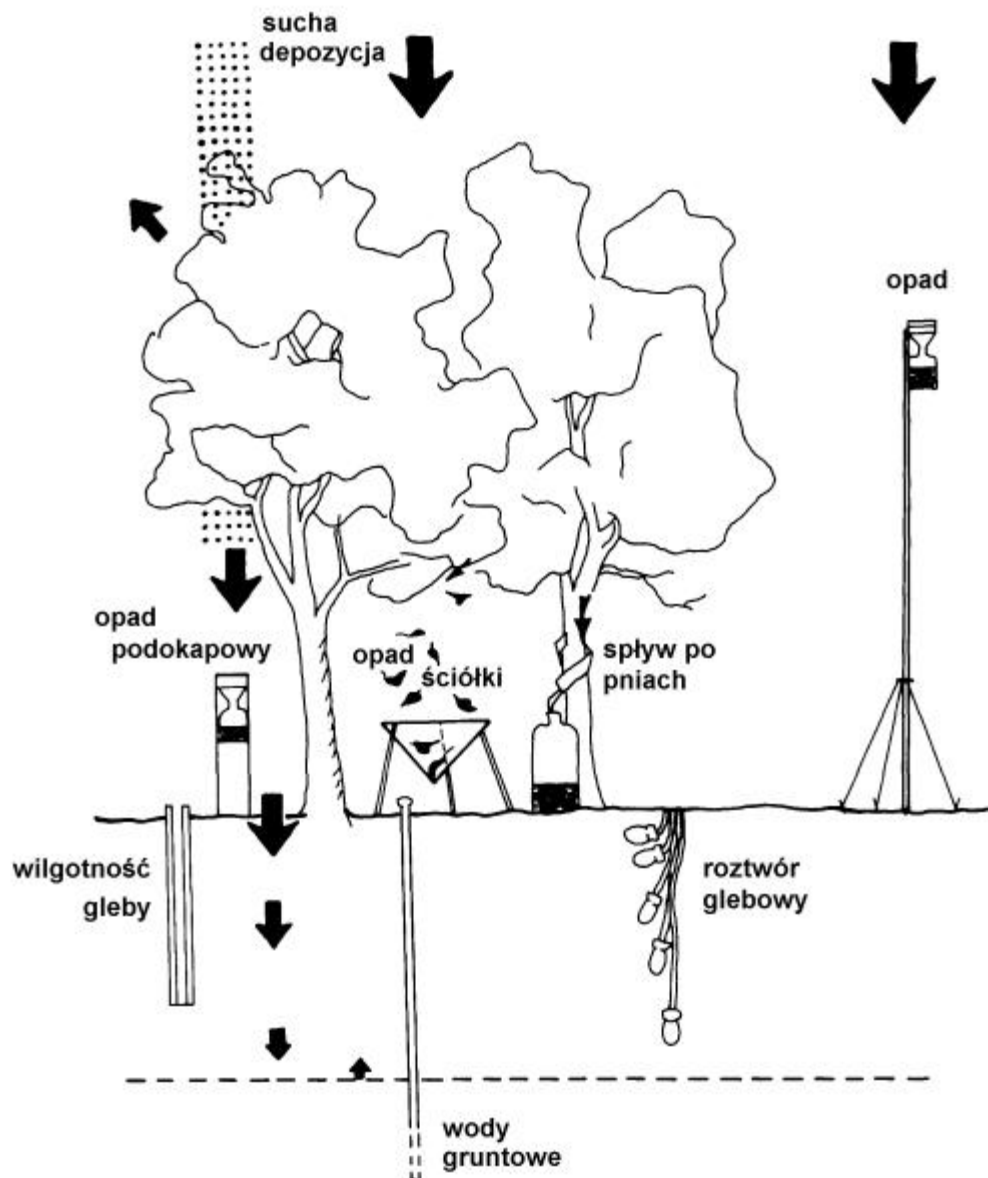 sucha
depozycja
opad
opad
podokapowy
opad
ściółki
spływ po
pniach
wilgotność
gleby
roztwór
glebowy
wody
gruntowe